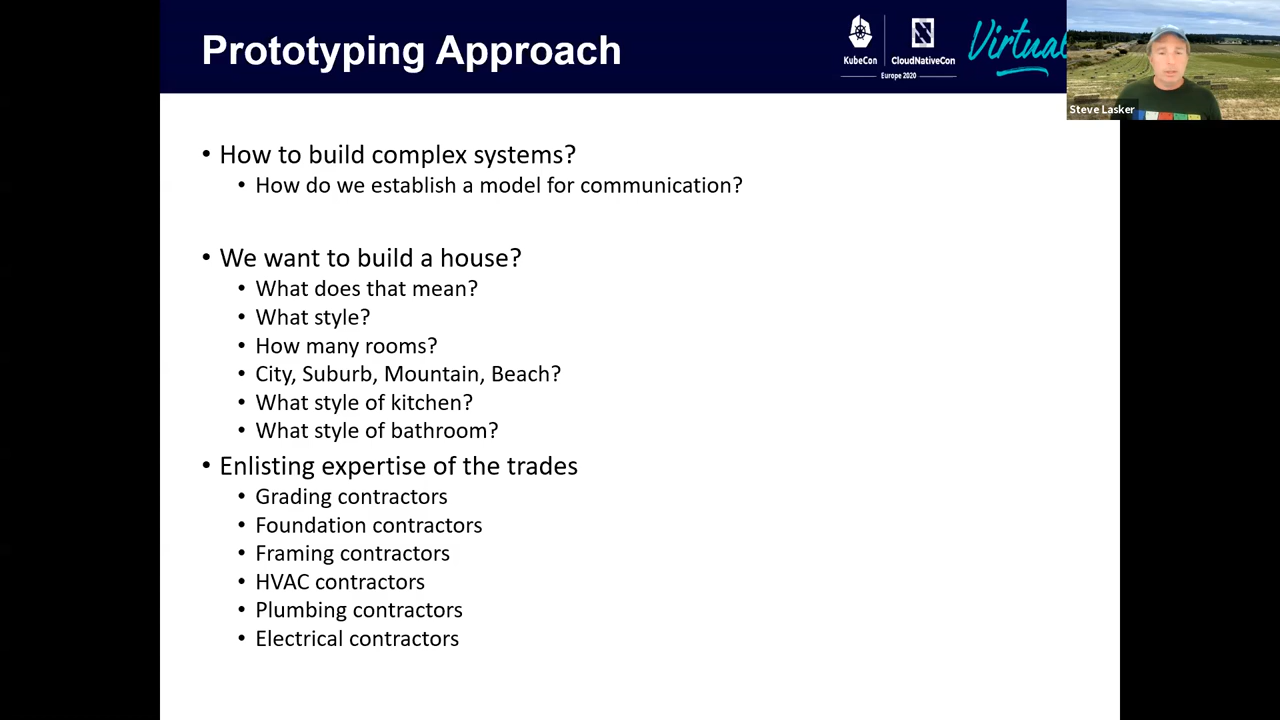 Prototyping Approach
KubeCon
CloudNativeCon
Europe 2020
Virtual
Steve Lasker
• How to build complex systems?
• How do we establish a model for communication?
• We want to build a house?
• What does that mean?
• What style?
• How many rooms?
• City, Suburb, Mountain, Beach?
• What style of kitchen?
• What style of bathroom?
• Enlisting expertise of the trades
• Grading contractors
• Foundation contractors
• Framing contractors
• HVAC contractors
• Plumbing contractors
• Electrical contractors